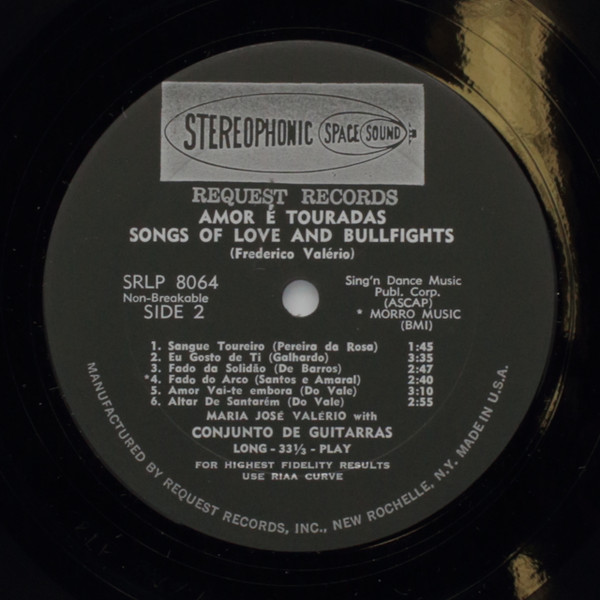 STEREOPHONIC SPACE SOUND
REQUEST RECORDS
AMOR É TOURADAS
SONGS OF LOVE AND BULLFIGHTS
(Frederico Valério)
SRLP 8064
Non-Breakable
SIDE 2
Sing'n Dance Music
Publ. Corp.
(ASCAP)
* MORRO MUSIC
(BMI)
1. Sangue Toureiro (Pereira da Rosa) 1:45
2. Eu Gosto de Ti (Galhardo) 3:35
3. Fado da Solidão (De Barros) 2:47
*4. Fado do Arco (Santos e Amaral) 2:40
5. Amor Vai-te embora (Do Vale) 3:10
6. Altar De Santarém (Do Vale) 2:55
MARIA JOSÉ VALÉRIO with
CONJUNTO DE GUITARRAS
LONG - 33⅓ - PLAY
FOR HIGHEST FIDELITY RESULTS
USE RIAA CURVE
MANUFACTURED BY REQUEST RECORDS, INC., NEW ROCHELLE, N.Y. MADE IN U.S.A.